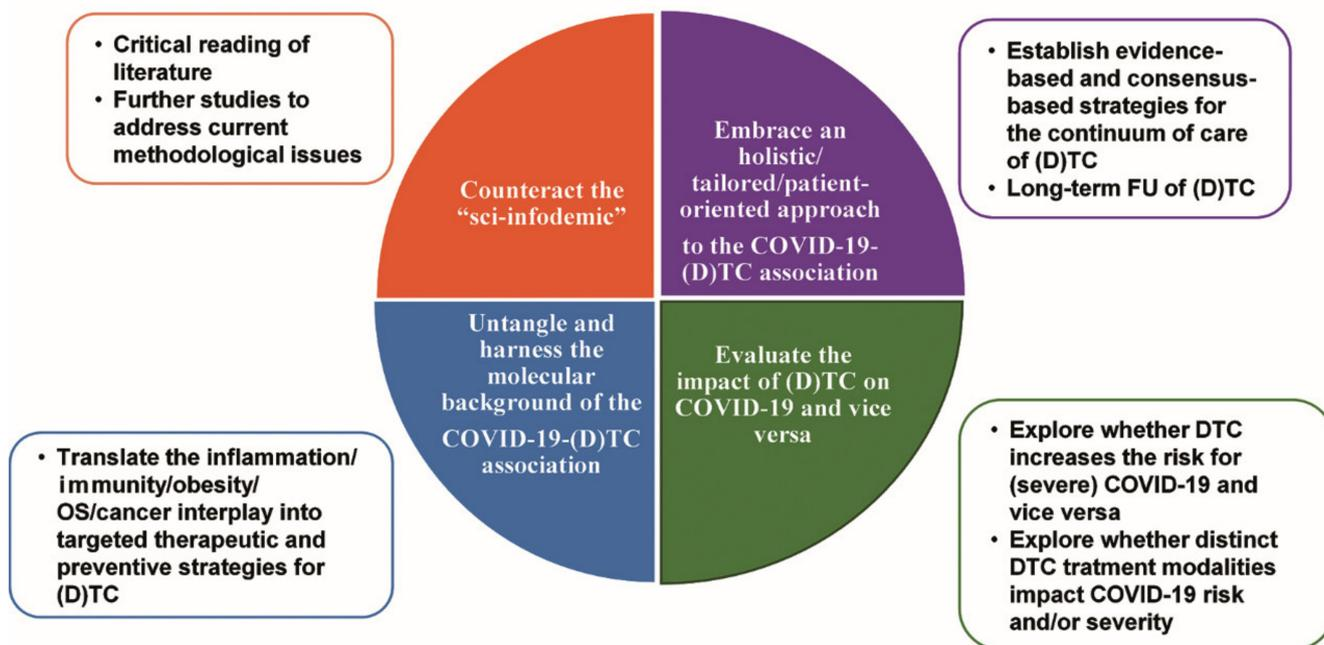 • Critical reading of
literature
• Further studies to
address current
methodological issues
Counteract the
“sci-infodemic”
Embrace an
holistic/
tailored/patient-
oriented approach
to the COVID-19-
(D)TC association
• Establish evidence-
based and consensus-
based strategies for
the continuum of care
of (D)TC
• Long-term FU of (D)TC
• Translate the inflammation/
immunity/obesity/
OS/cancer interplay into
targeted therapeutic and
preventive strategies for
(D)TC
Untangle and
harness the
molecular
background of the
COVID-19-(D)TC
association
Evaluate the
impact of (D)TC on
COVID-19 and vice
versa
• Explore whether DTC
increases the risk for
(severe) COVID-19 and
vice versa
• Explore whether distinct
DTC tratment modalities
impact COVID-19 risk
and/or severity